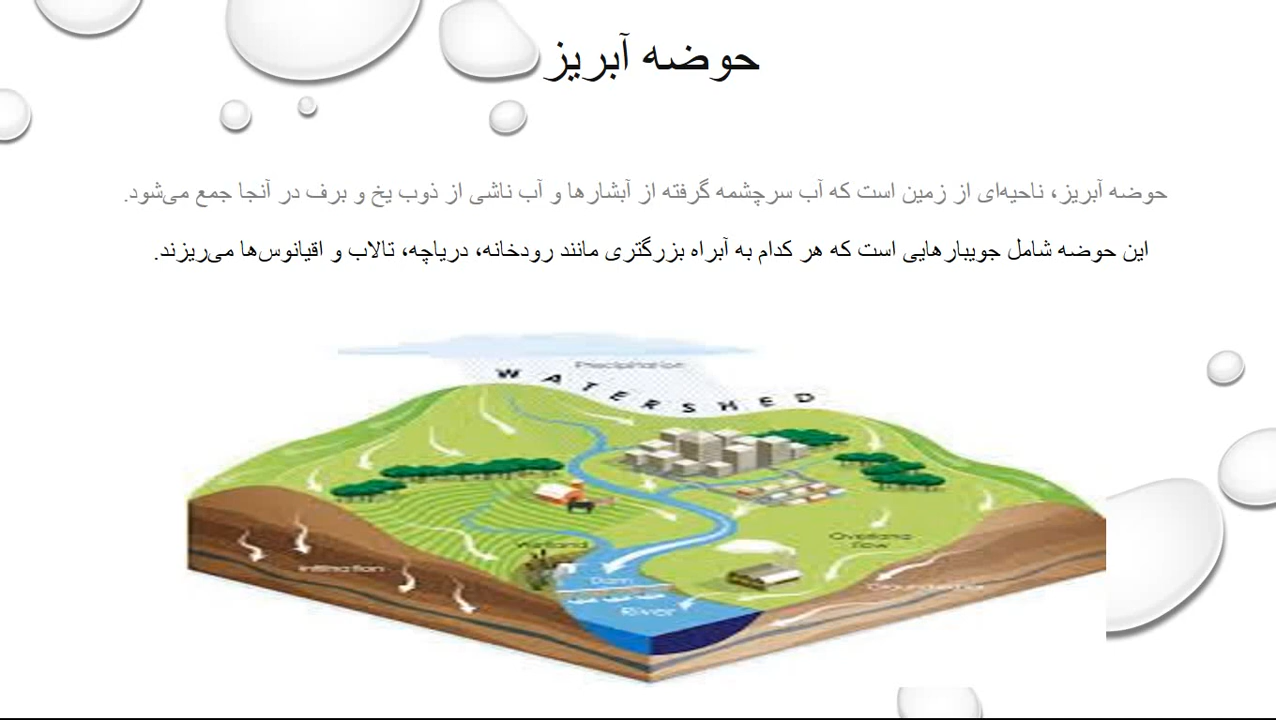 حوضه آبریز
حوضه آبریز، ناحیه‌ای از زمین است که آب سرچشمه گرفته از آبشارها و آب ناشی از ذوب یخ و برف در آنجا جمع می‌شود.
این حوضه شامل جویبارهایی است که هر کدام به آبراه بزرگتری مانند رودخانه، دریاچه، تالاب و اقیانوس‌ها می‌ریزند.
Precipitation
WATERSHED
Wetland
Overland
flow
Infiltration
Dam
Groundwater
River